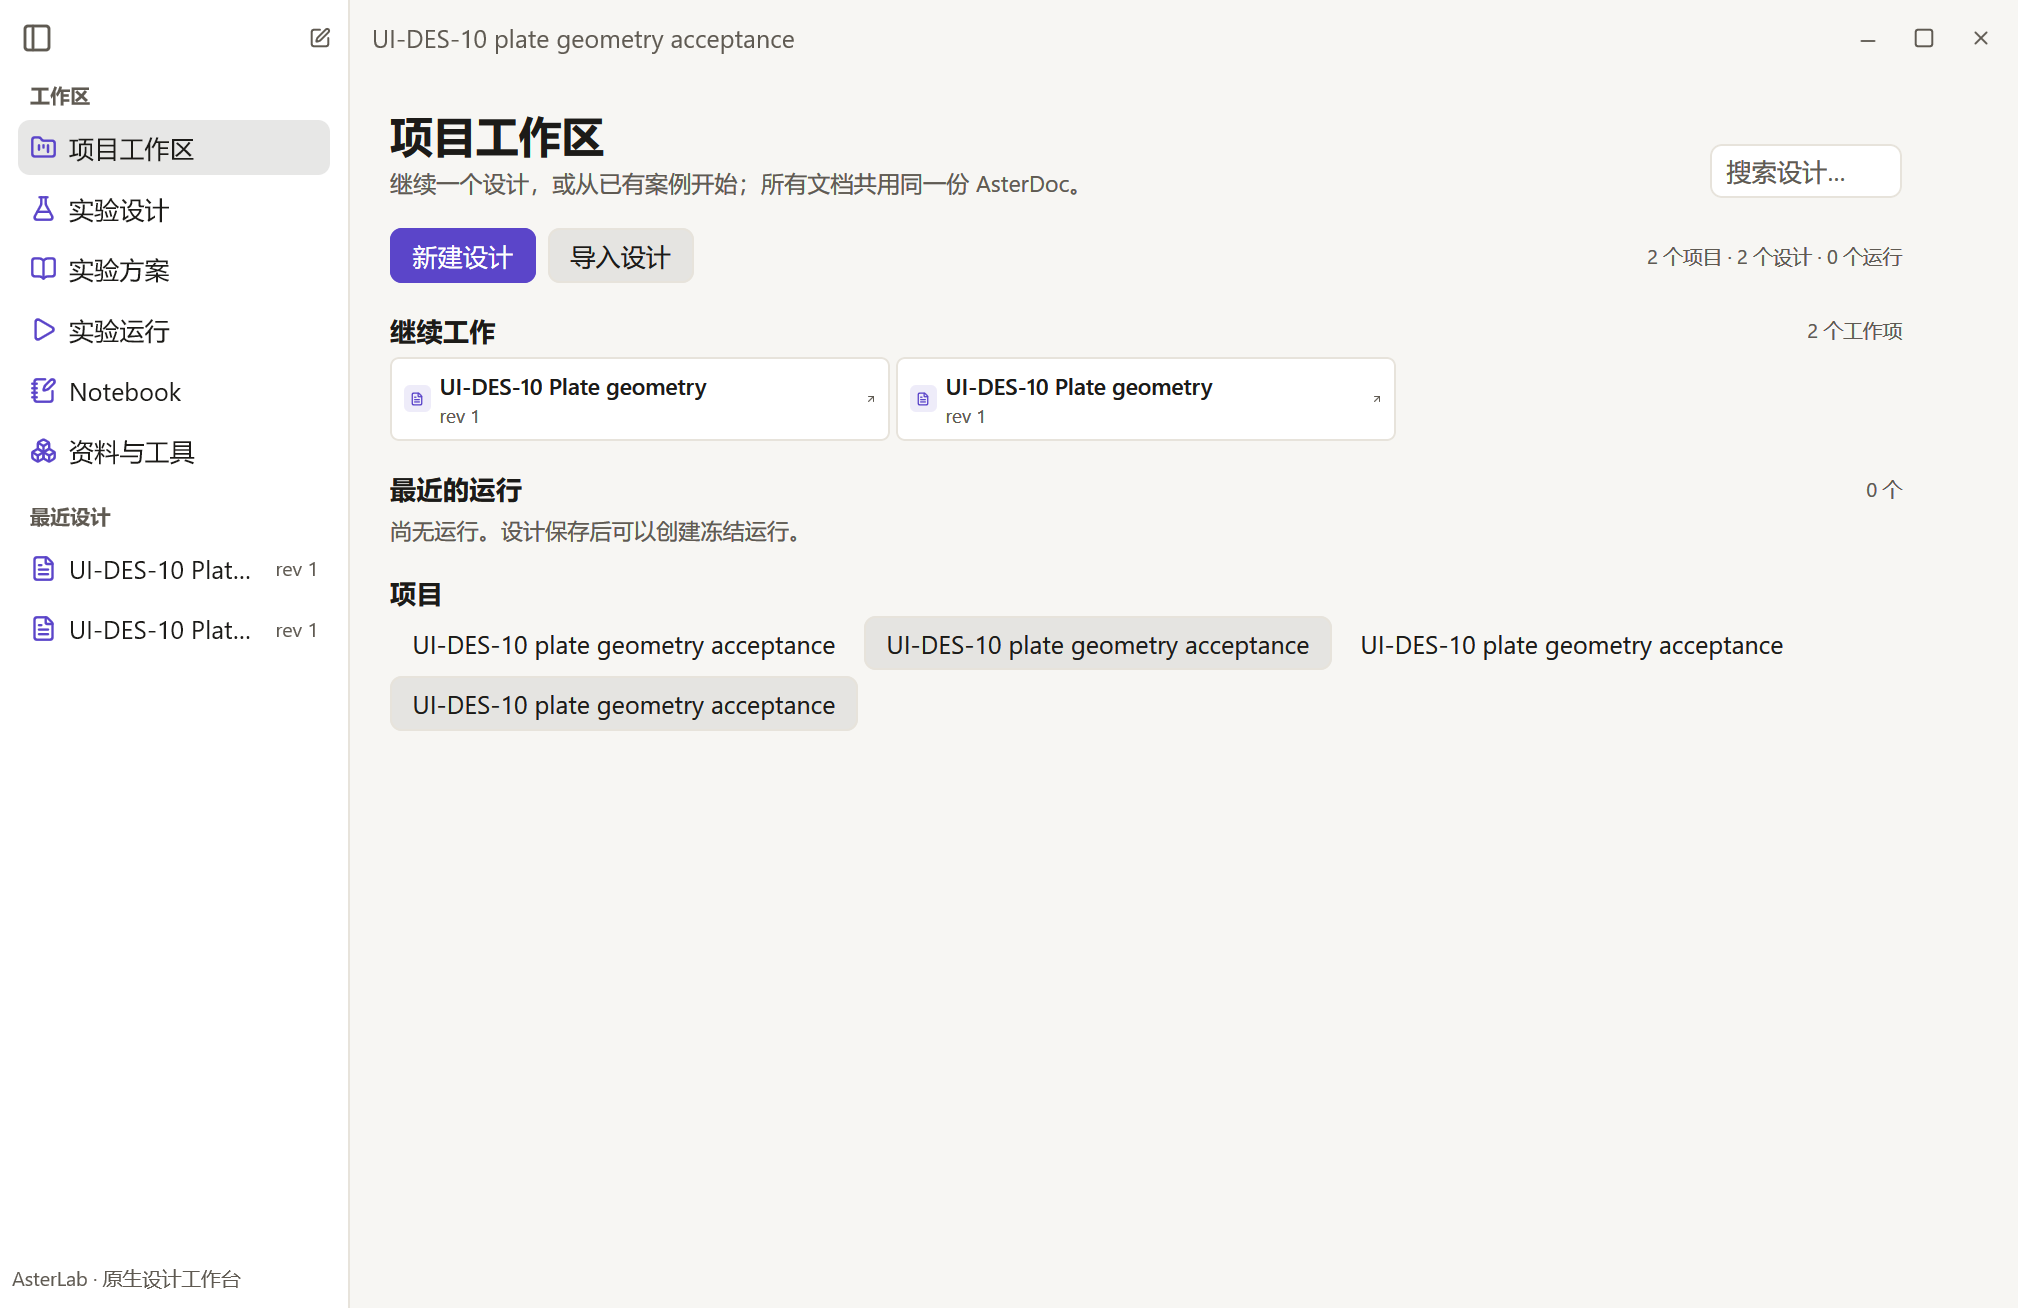 工作区
项目工作区
实验设计
实验方案
实验运行
Notebook
资料与工具
最近设计
UI-DES-10 Plat... rev 1
UI-DES-10 Plat... rev 1
AsterLab · 原生设计工作台
UI-DES-10 plate geometry acceptance
项目工作区
继续一个设计，或从已有案例开始；所有文档共用同一份 AsterDoc。
搜索设计...
新建设计 导入设计
2 个项目 · 2 个设计 · 0 个运行
继续工作
2 个工作项
UI-DES-10 Plate geometry
rev 1
UI-DES-10 Plate geometry
rev 1
最近的运行
0 个
尚无运行。设计保存后可以创建冻结运行。
项目
UI-DES-10 plate geometry acceptance UI-DES-10 plate geometry acceptance UI-DES-10 plate geometry acceptance
UI-DES-10 plate geometry acceptance